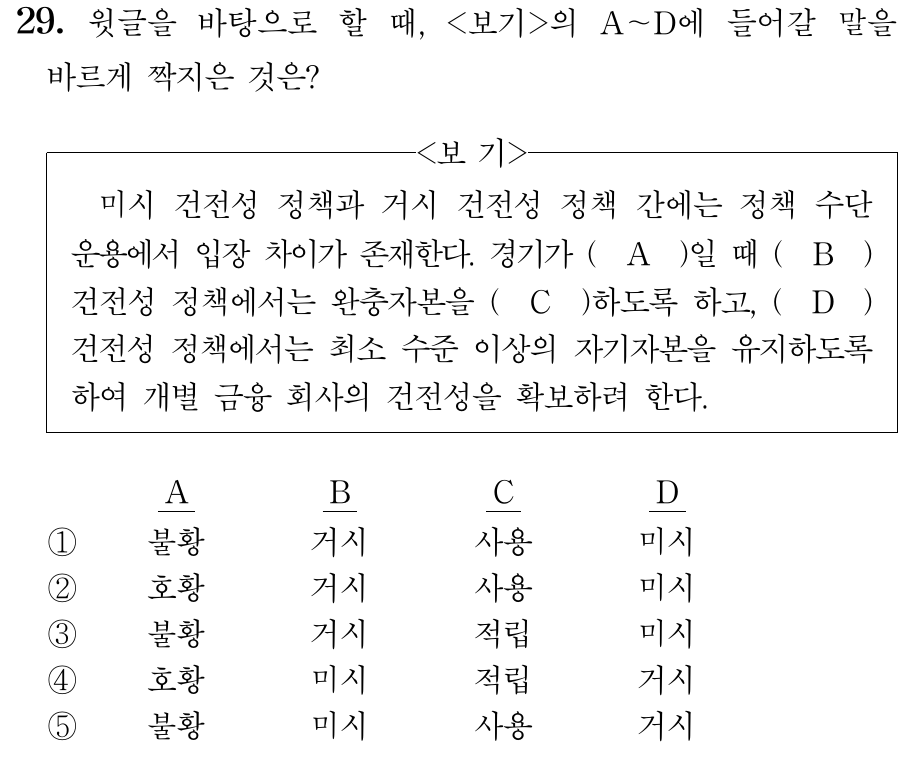 29. 윗글을 바탕으로 할 때, <보기>의 A~D에 들어갈 말을
바르게 짝지은 것은?
<보 기>
미시 건전성 정책과 거시 건전성 정책 간에는 정책 수단
운용에서 입장 차이가 존재한다. 경기가 ( A )일 때 ( B )
건전성 정책에서는 완충자본을 ( C )하도록 하고, ( D )
건전성 정책에서는 최소 수준 이상의 자기자본을 유지하도록
하여 개별 금융 회사의 건전성을 확보하려 한다.
A B C D
① 불황 거시 사용 미시
② 호황 거시 사용 미시
③ 불황 거시 적립 미시
④ 호황 미시 적립 거시
⑤ 불황 미시 사용 거시